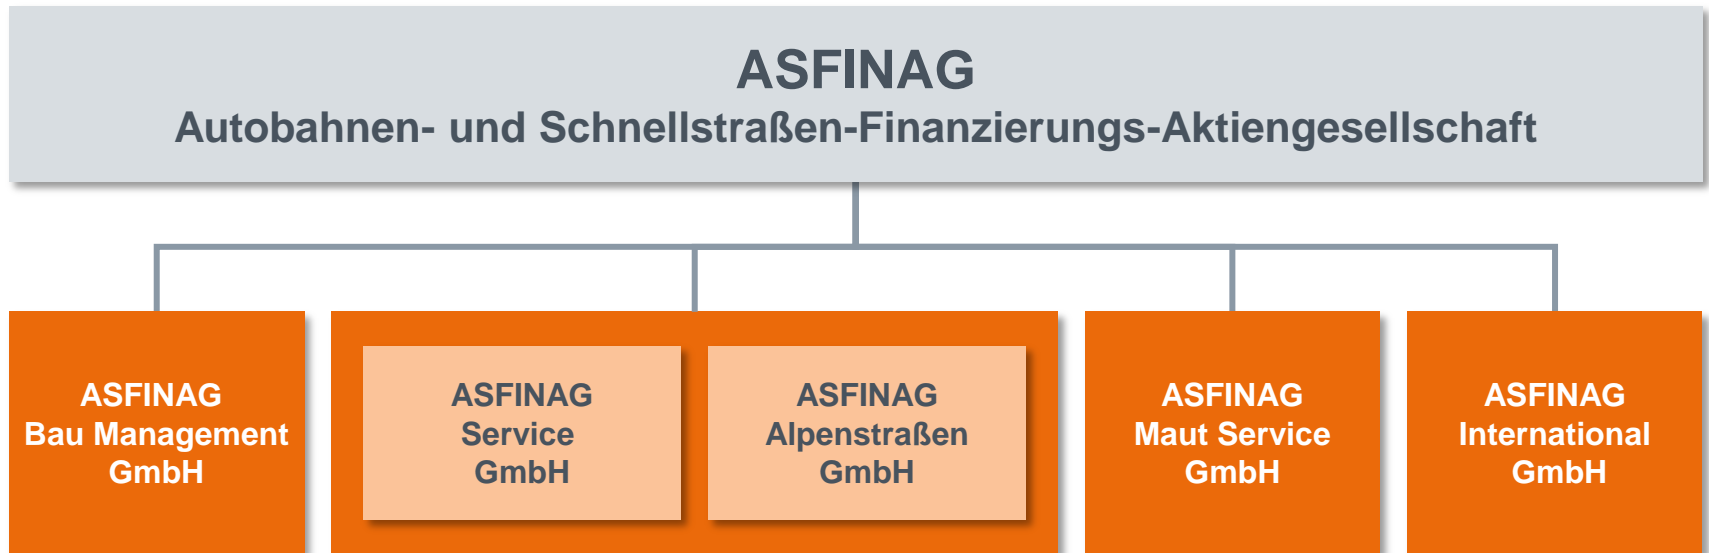 ASFINAG
Autobahnen- und Schnellstraßen-Finanzierungs-Aktiengesellschaft
ASFINAG
Bau Management
GmbH
ASFINAG
Service
GmbH
ASFINAG
Alpenstraßen
GmbH
ASFINAG
Maut Service
GmbH
ASFINAG
International
GmbH